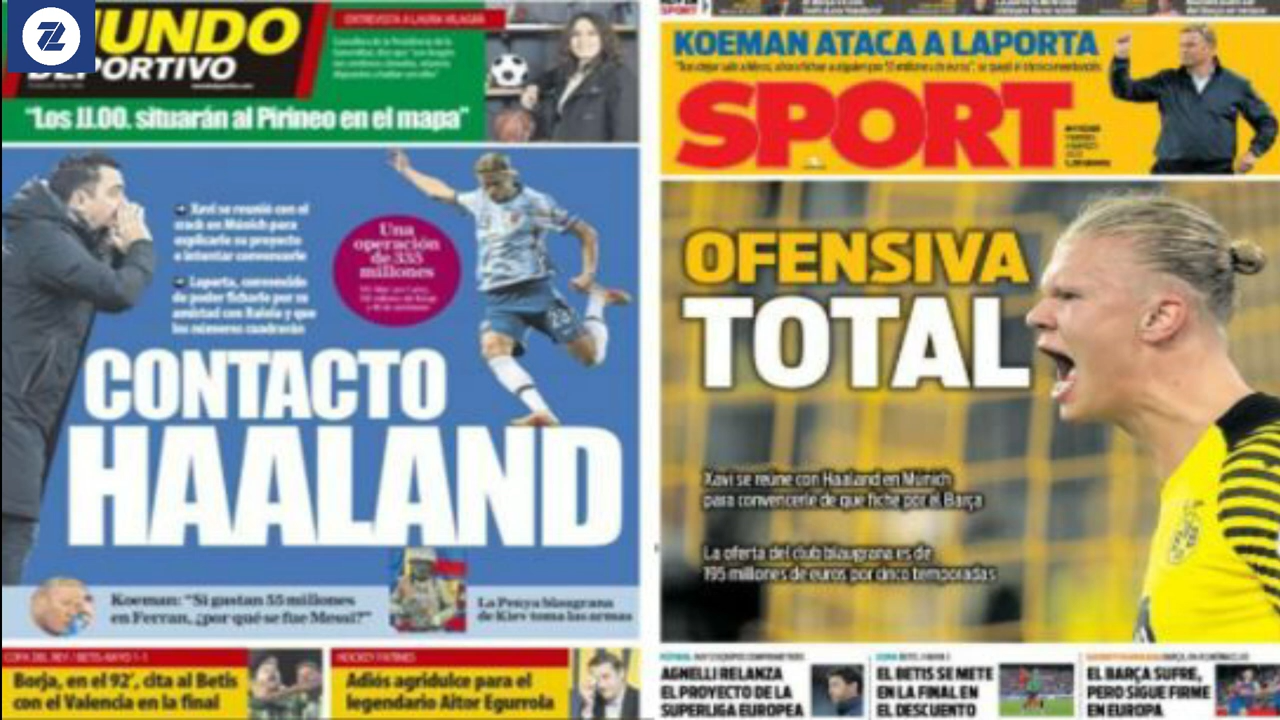 MUNDO
DEPORTIVO
ENTREVISTA A LAURA VILAGRÀ
"Los JJ.OO. situarán al Pirineo en el mapa"
Xavi se reunió con el
crack en Múnich para
explicarle su proyecto
e intentar convencerle
Laporta, convencido
de poder ficharle por su
amistad con Raiola y que
los números cuadrarán
Una
operación
de 335
millones
CONTACTO
HAALAND
Koeman: "Si gastan 55 millones
en Ferran, ¿por qué se fue Messi?"
La Penya blaugrana
de Kiev toma las armas
COPA DEL REY / BETIS-RAYO 1-1
Borja, en el 92', cita al Betis
con el Valencia en la final
HOCKEY PATINES
Adiós agridulce para el
legendario Aitor Egurrola
SPORT
KOEMAN ATACA A LAPORTA
SPORT
OFENSIVA
TOTAL
Xavi se reúne con Haaland en Múnich
para convencerle de que fiche por el Barça
La oferta del club blaugrana es de
195 millones de euros por cinco temporadas
AGNELLI RELANZA
EL PROYECTO DE LA
SUPERLIGA EUROPEA
EL BETIS SE METE
EN LA FINAL EN
EL DESCUENTO
EL BARÇA SUFRE,
PERO SIGUE FIRME
EN EUROPA